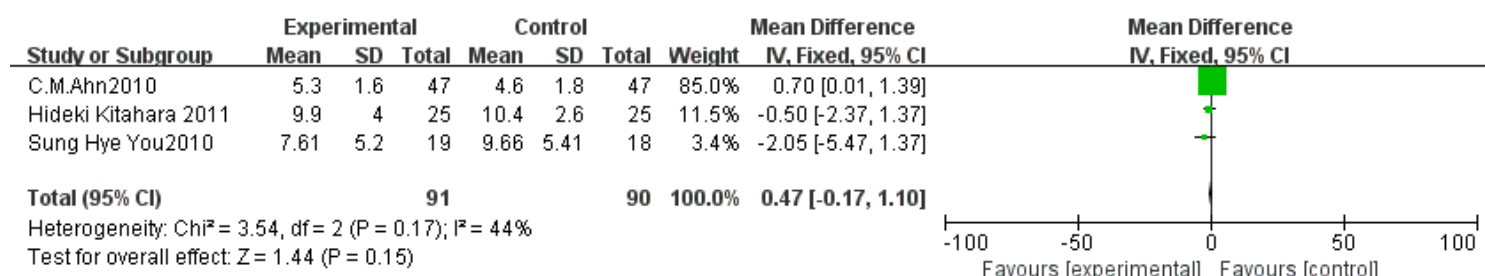 Experimental Control Mean Difference Mean Difference
Study or Subgroup Mean SD Total Mean SD Total Weight IV, Fixed, 95% CI IV, Fixed, 95% CI
C.M.Ahn2010 5.3 1.6 47 4.6 1.8 47 85.0% 0.70 [0.01, 1.39]
Hideki Kitahara 2011 9.9 4 25 10.4 2.6 25 11.5% -0.50 [-2.37, 1.37]
Sung Hye You2010 7.61 5.2 19 9.66 5.41 18 3.4% -2.05 [-5.47, 1.37]
Total (95% CI) 91 90 100.0% 0.47 [-0.17, 1.10]
Heterogeneity: Chi² = 3.54, df = 2 (P = 0.17); I² = 44%
Test for overall effect: Z = 1.44 (P = 0.15)
-100 -50 0 50 100
Favours [experimental] Favours [control]